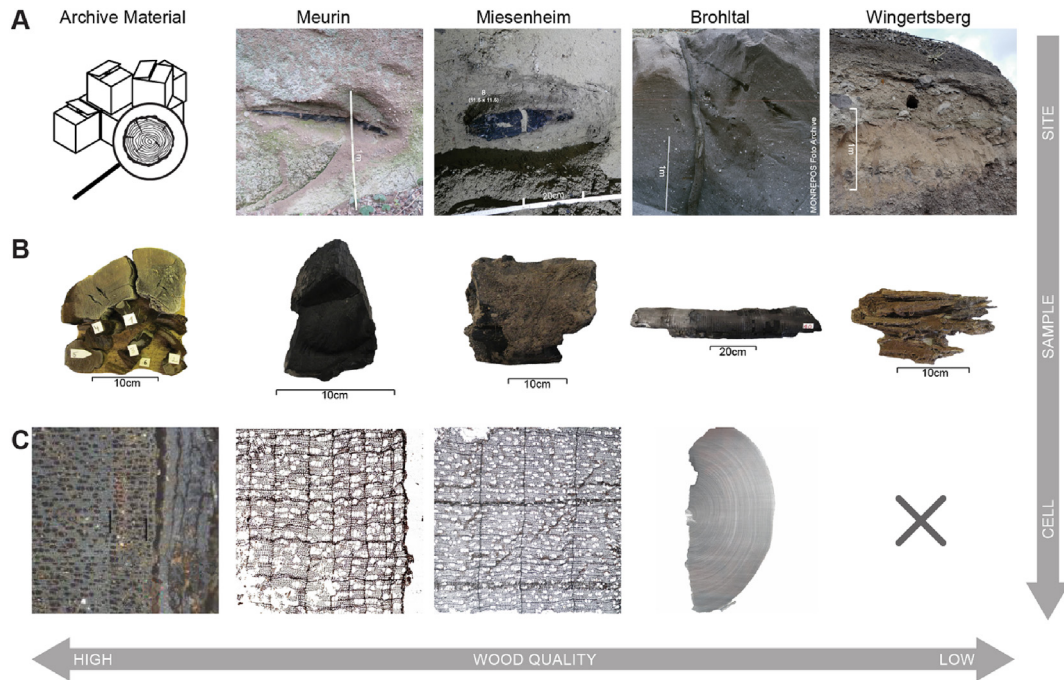 A
Archive Material
Meurin
Miesenheim
Brohltal
Wingertsberg
1m
20cm
1m
MONREPOS Foto Archive
1m
SITE
B
10cm
10cm
10cm
20cm
10cm
SAMPLE
C
CELL
HIGH
WOOD QUALITY
LOW